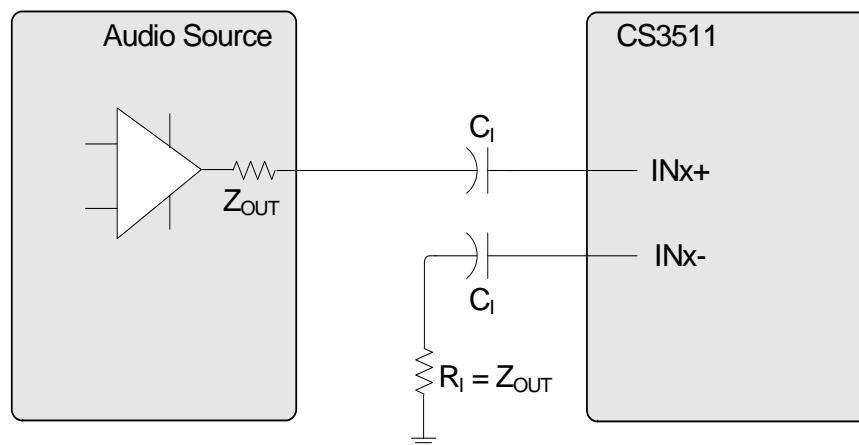 Audio Source
CS3511
C_I
INx+
Z_OUT
INx-
C_I
R_I = Z_OUT